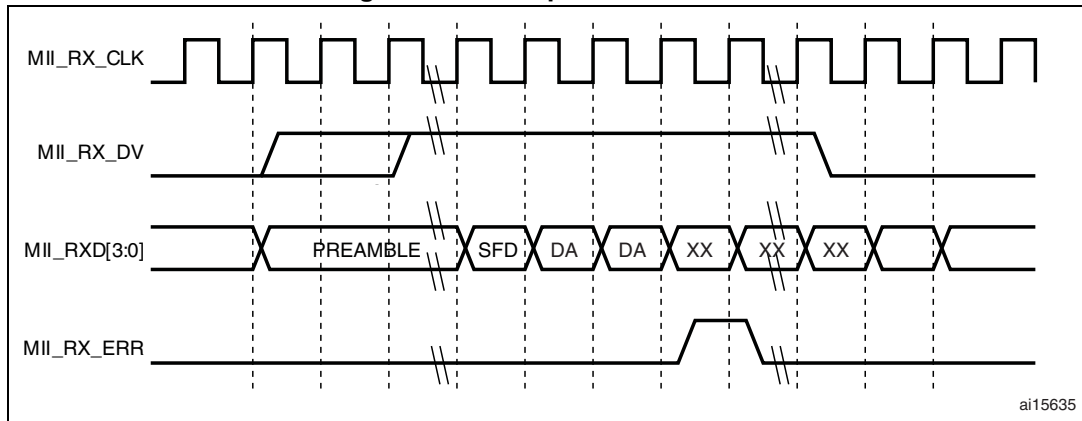 MII_RX_CLK
MII_RX_DV
MII_RXD[3:0] PREAMBLE SFD DA DA XX XX XX
MII_RX_ERR
ai15635